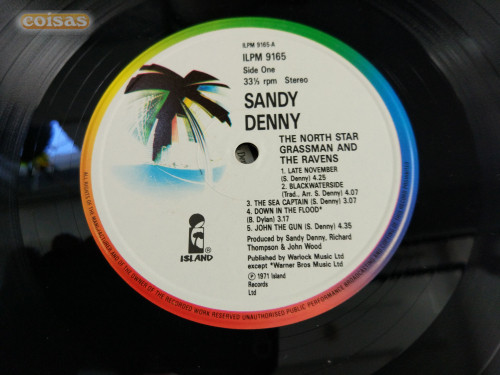 coisas
ILPM 9165-A
ILPM 9165
Side One
33⅓ rpm Stereo
SANDY
DENNY
THE NORTH STAR
GRASSMAN AND
THE RAVENS
1. LATE NOVEMBER
(S. Denny) 4.25
2. BLACKWATERSIDE
(Trad., Arr. S. Denny) 4.07
3. THE SEA CAPTAIN (S. Denny) 3.07
4. DOWN IN THE FLOOD*
(B. Dylan) 3.17
5. JOHN THE GUN (S. Denny) 4.35
Produced by Sandy Denny, Richard
Thompson & John Wood
Published by Warlock Music Ltd
except *Warner Bros Music Ltd
Ⓟ 1971 Island
Records
Ltd
ISLAND
ALL RIGHTS OF THE MANUFACTURER AND OF THE OWNER OF THE RECORDED WORK RESERVED UNAUTHORISED PUBLIC PERFORMANCE BROADCASTING